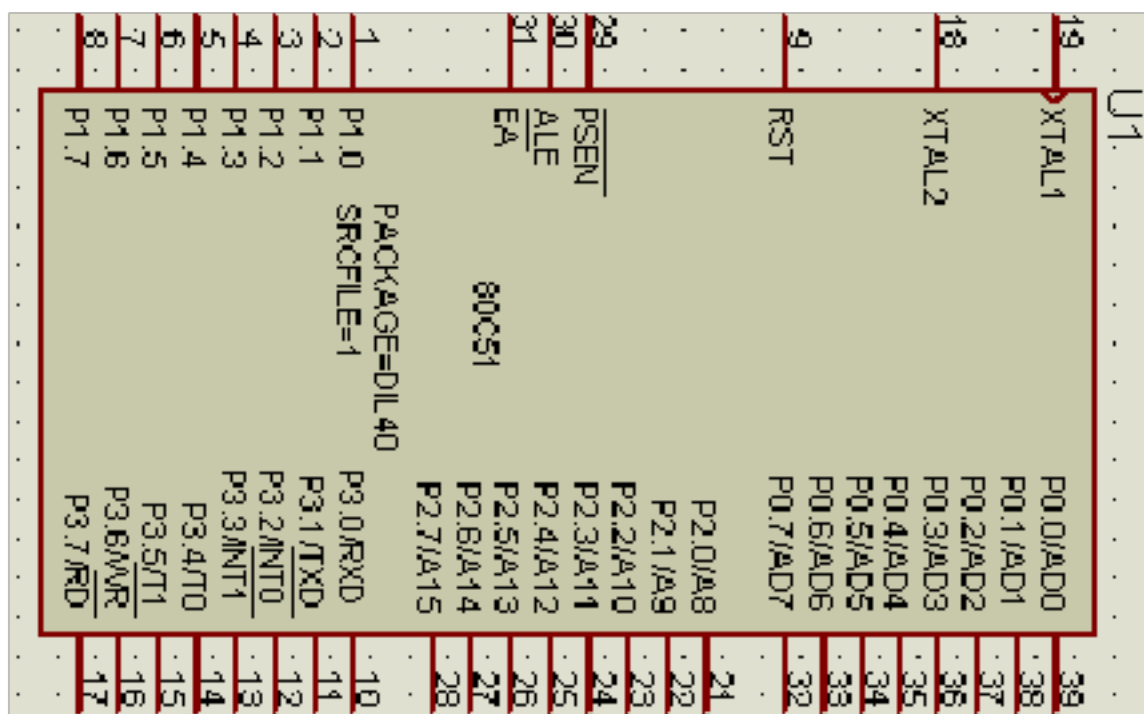 U1
19 XTAL1 P0.0/AD0 39
P0.1/AD1 38
P0.2/AD2 37
18 XTAL2 P0.3/AD3 36
P0.4/AD4 35
P0.5/AD5 34
P0.6/AD6 33
9 RST P0.7/AD7 32
P2.0/A8 21
P2.1/A9 22
P2.2/A10 23
29 PSEN P2.3/A11 24
30 ALE P2.4/A12 25
31 EA P2.5/A13 26
P2.6/A14 27
P2.7/A15 28
80C51
PACKAGE=DIL40
SRCFILE=1
1 P1.0 P3.0/RXD 10
2 P1.1 P3.1/TXD 11
3 P1.2 P3.2/INT0 12
4 P1.3 P3.3/INT1 13
5 P1.4 P3.4/T0 14
6 P1.5 P3.5/T1 15
7 P1.6 P3.6/WR 16
8 P1.7 P3.7/RD 17